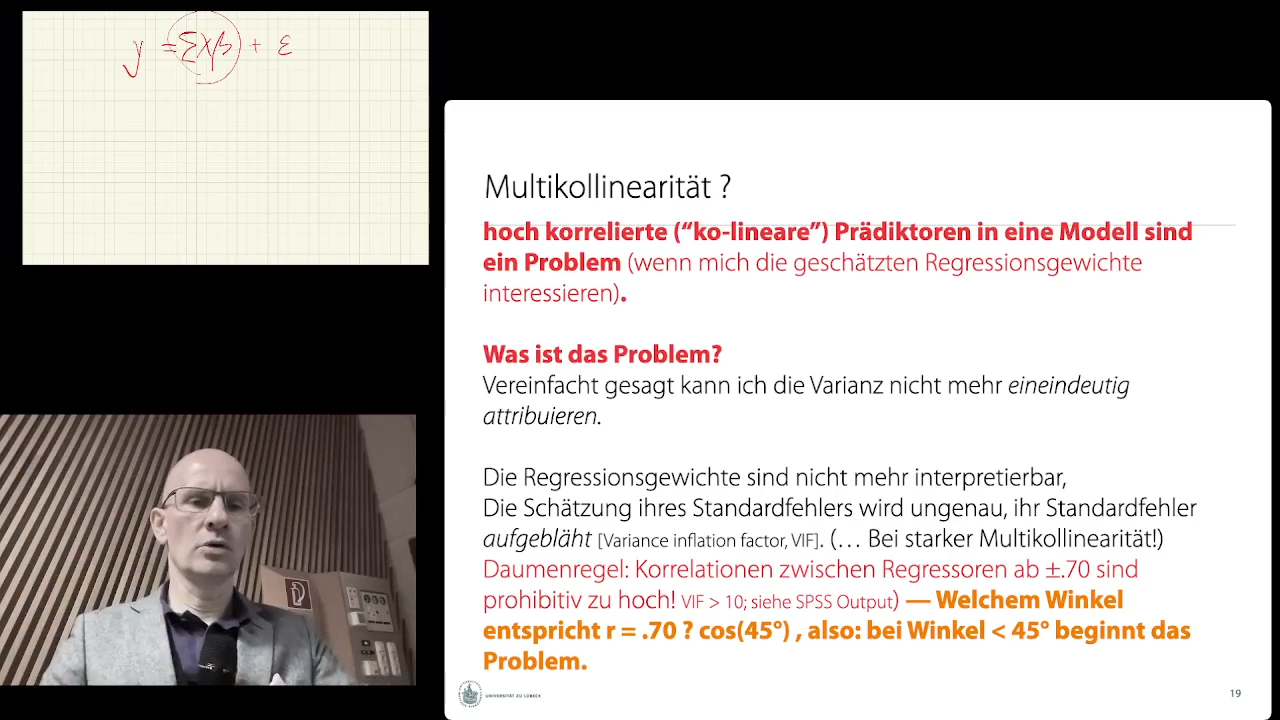 y = Σxβ + ε
Multikollinearität ?
hoch korrelierte (“ko-lineare”) Prädiktoren in eine Modell sind
ein Problem (wenn mich die geschätzten Regressionsgewichte
interessieren).
Was ist das Problem?
Vereinfacht gesagt kann ich die Varianz nicht mehr eineindeutig
attribuieren.
Die Regressionsgewichte sind nicht mehr interpretierbar,
Die Schätzung ihres Standardfehlers wird ungenau, ihr Standardfehler
aufgebläht [Variance inflation factor, VIF]. (… Bei starker Multikollinearität!)
Daumenregel: Korrelationen zwischen Regressoren ab ±.70 sind
prohibitiv zu hoch! VIF > 10; siehe SPSS Output) — Welchem Winkel
entspricht r = .70 ? cos(45°) , also: bei Winkel < 45° beginnt das
Problem.
UNIVERSITÄT ZU LÜBECK
19